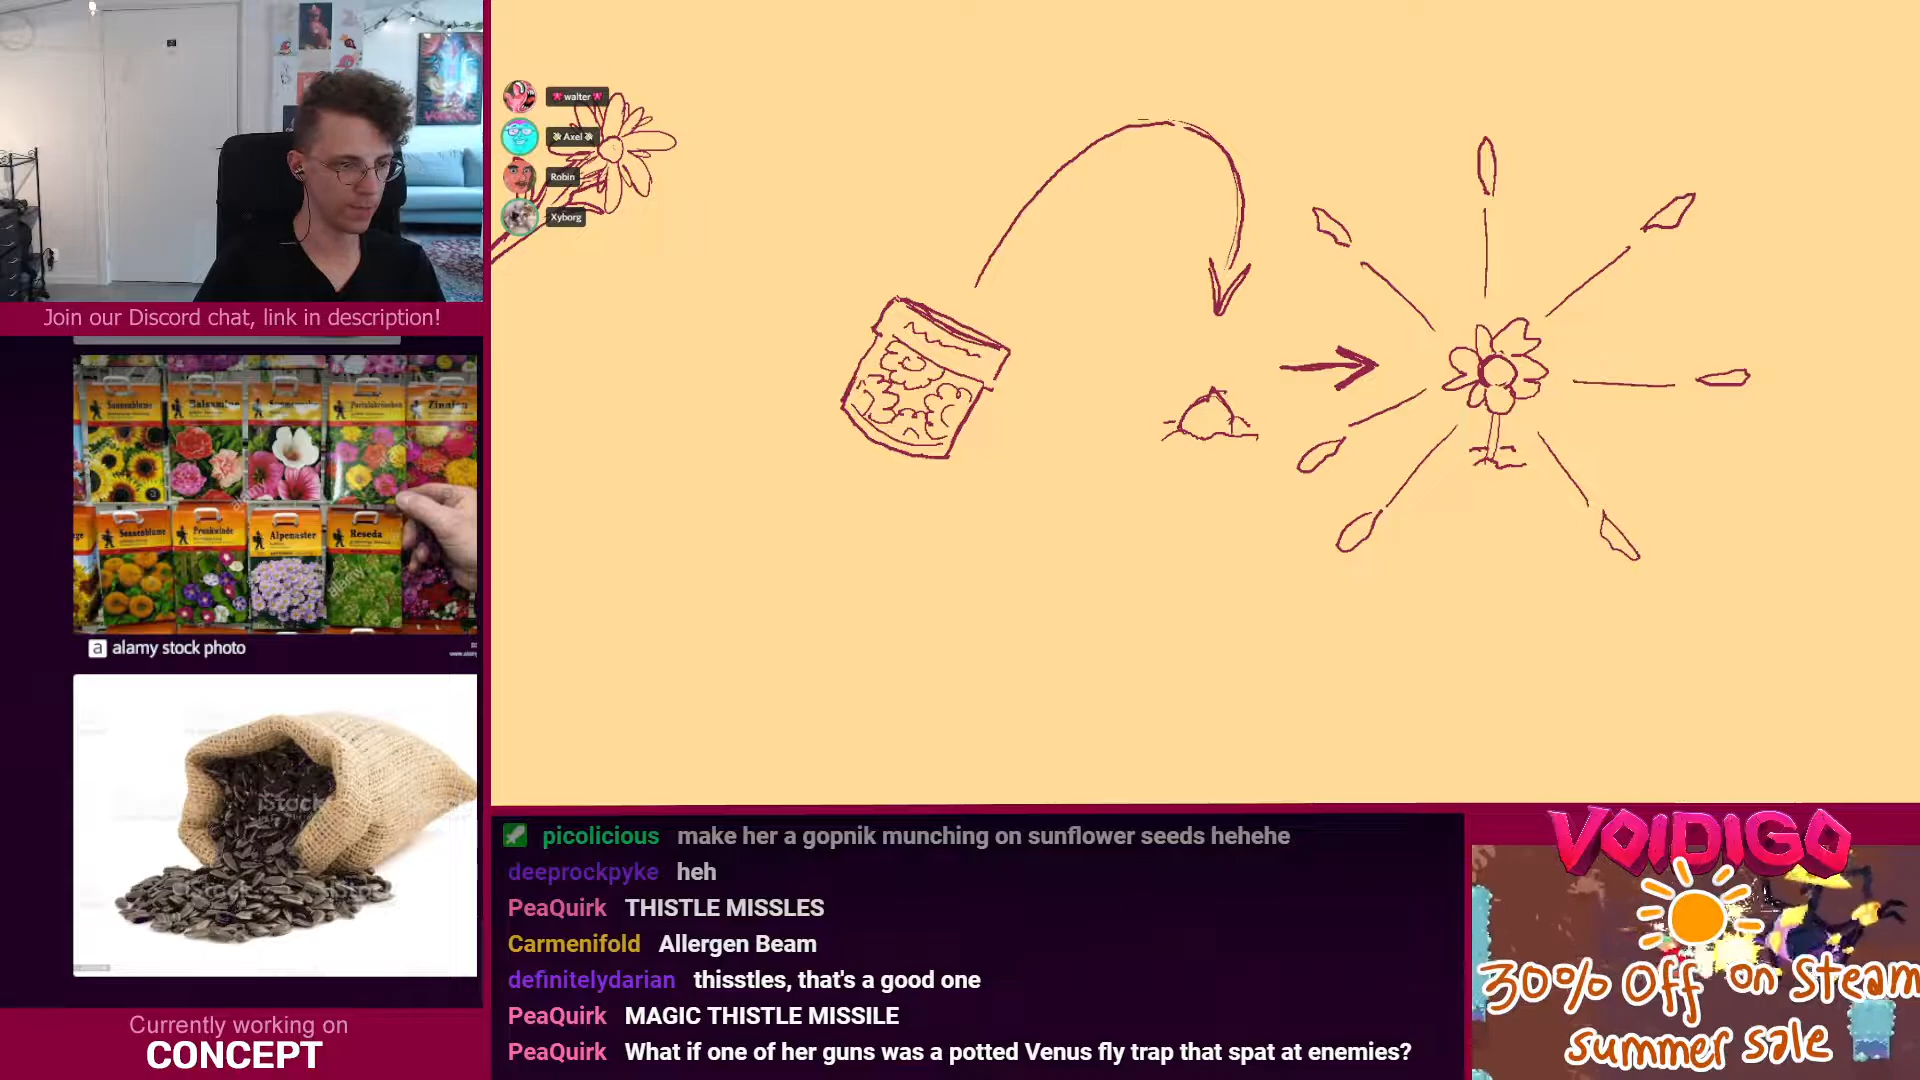 walter
Axel
Robin
Xyborg
Join our Discord chat, link in description!
Sonnenblume
Balsamine
Portulakröschen
Zinnien
Sonnenblume
Prunkwinde
Alpenaster
Reseda
alamy
a alamy stock photo
iStock
Currently working on
CONCEPT
picolicious make her a gopnik munching on sunflower seeds hehehe
deeprockpyke heh
PeaQuirk THISTLE MISSLES
Carmenifold Allergen Beam
definitelydarian thisstles, that's a good one
PeaQuirk MAGIC THISTLE MISSILE
PeaQuirk What if one of her guns was a potted Venus fly trap that spat at enemies?
VOIDIGO
30% Off on Steam
summer sale